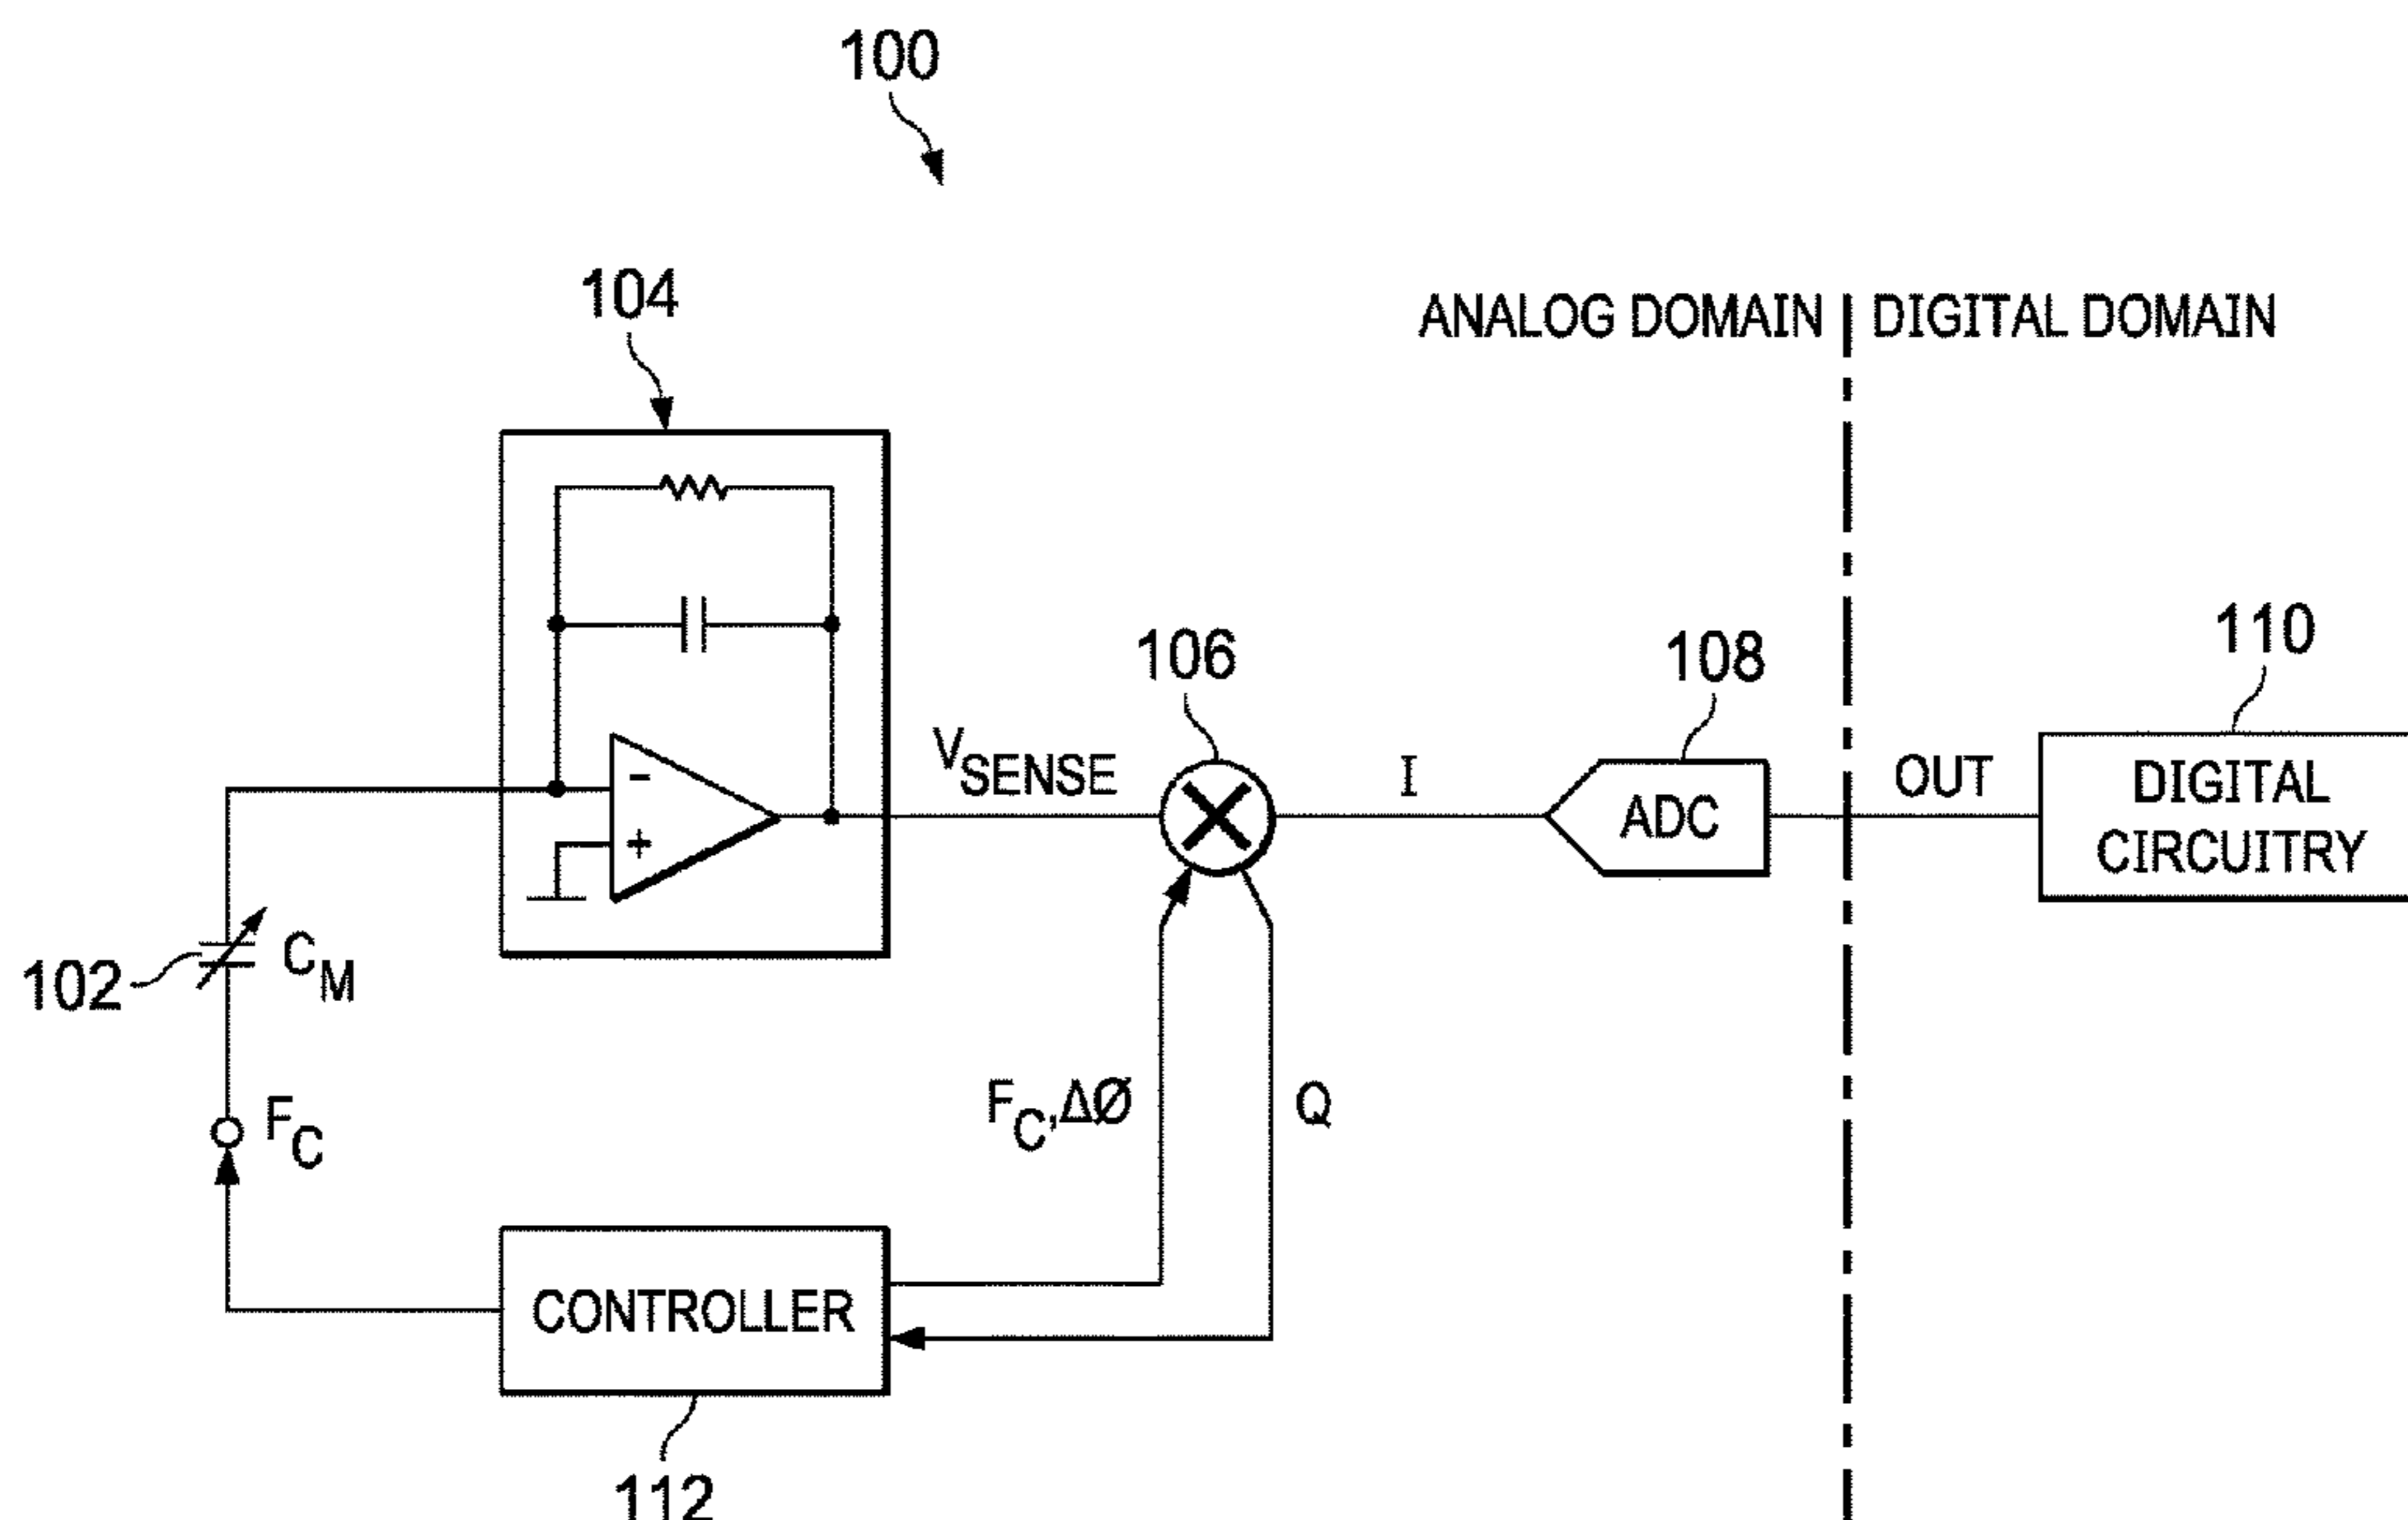 100
104
ANALOG DOMAIN
DIGITAL DOMAIN
106
108
110
VSENSE
I
ADC
OUT
DIGITAL
CIRCUITRY
-
+
102
CM
FC
FC,ΔØ
Q
CONTROLLER
112